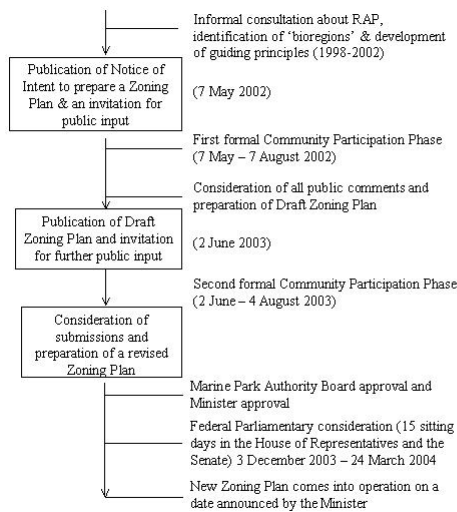 Informal consultation about RAP,
identification of ‘bioregions’ & development
of guiding principles (1998-2002)
Publication of Notice of
Intent to prepare a Zoning
Plan & an invitation for
public input
(7 May 2002)
First formal Community Participation Phase
(7 May – 7 August 2002)
Consideration of all public comments and
preparation of Draft Zoning Plan
Publication of Draft
Zoning Plan and invitation
for further public input
(2 June 2003)
Second formal Community Participation Phase
(2 June – 4 August 2003)
Consideration of
submissions and
preparation of a revised
Zoning Plan
Marine Park Authority Board approval and
Minister approval
Federal Parliamentary consideration (15 sitting
days in the House of Representatives and the
Senate) 3 December 2003 – 24 March 2004
New Zoning Plan comes into operation on a
date announced by the Minister